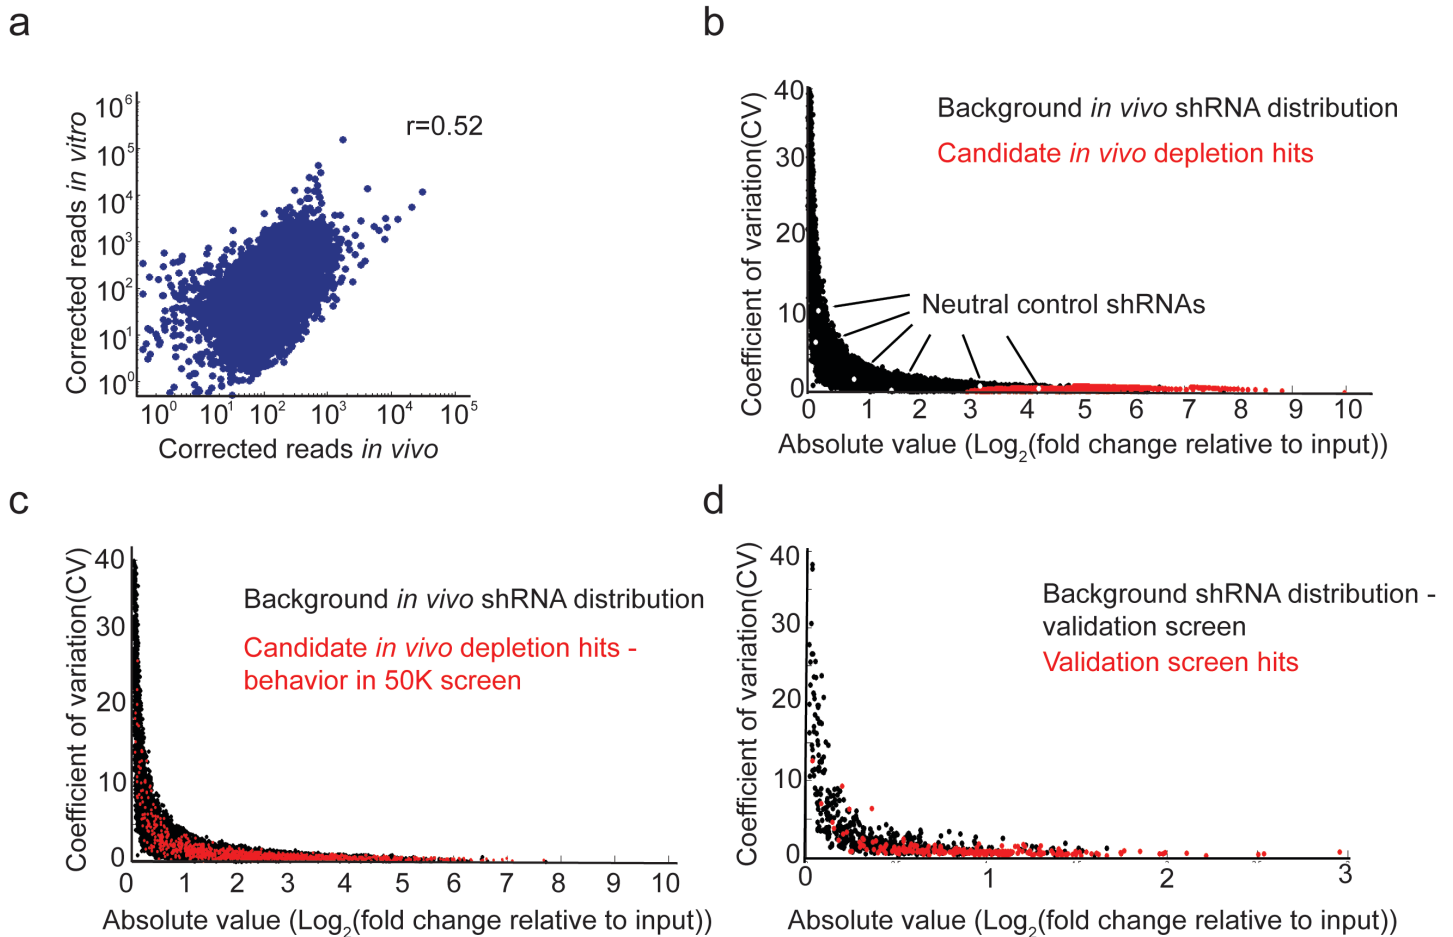 a
10^6
10^5
10^4
10^3
10^2
10^1
10^0
Corrected reads in vitro
r=0.52
10^0 10^1 10^2 10^3 10^4 10^5
Corrected reads in vivo
b
40
30
20
10
0
Coefficient of variation(CV)
Background in vivo shRNA distribution
Candidate in vivo depletion hits
Neutral control shRNAs
0 1 2 3 4 5 6 7 8 9 10
Absolute value (Log_2(fold change relative to input))
c
40
30
20
10
0
Coefficient of variation(CV)
Background in vivo shRNA distribution
Candidate in vivo depletion hits -
behavior in 50K screen
0 1 2 3 4 5 6 7 8 9 10
Absolute value (Log_2(fold change relative to input))
d
40
30
20
10
0
Coefficient of variation(CV)
Background shRNA distribution -
validation screen
Validation screen hits
0 1 2 3
Absolute value (Log_2(fold change relative to input))